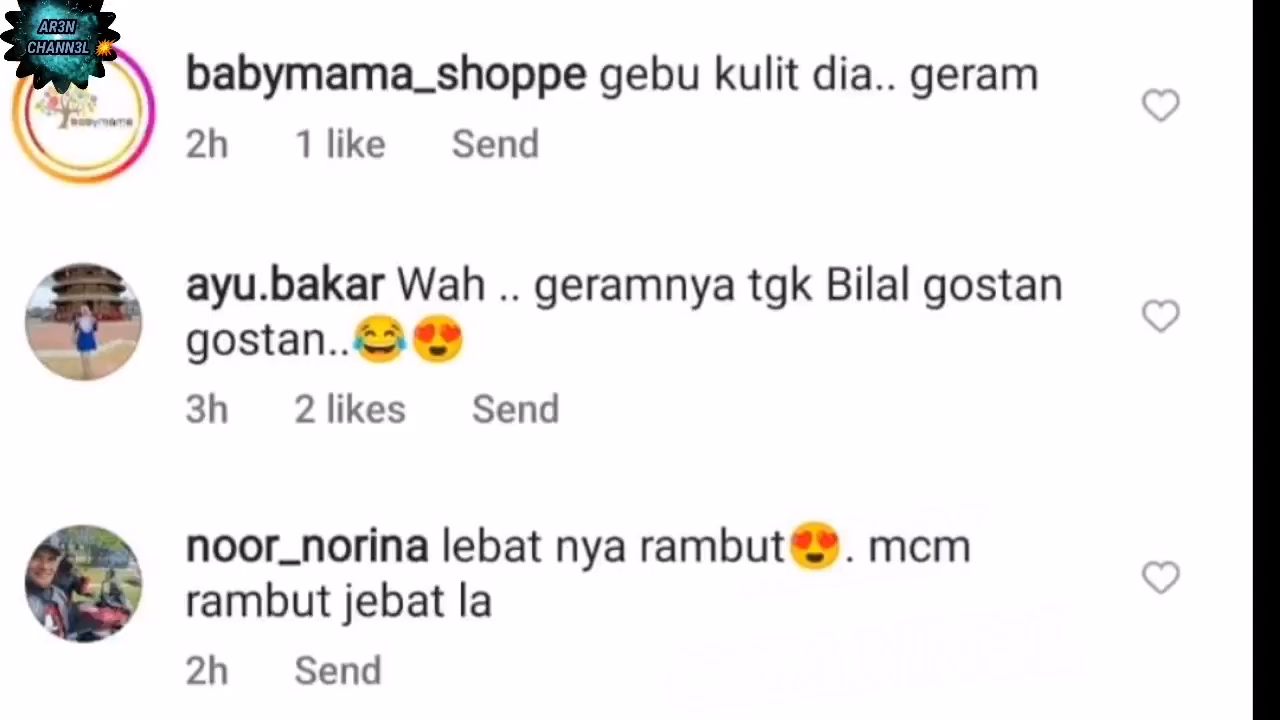 AR3N
CHANN3L
babymama
babymama_shoppe gebu kulit dia.. geram
2h 1 like Send
ayu.bakar Wah .. geramnya tgk Bilal gostan
gostan..😂😍
3h 2 likes Send
noor_norina lebat nya rambut😍. mcm
rambut jebat la
2h Send